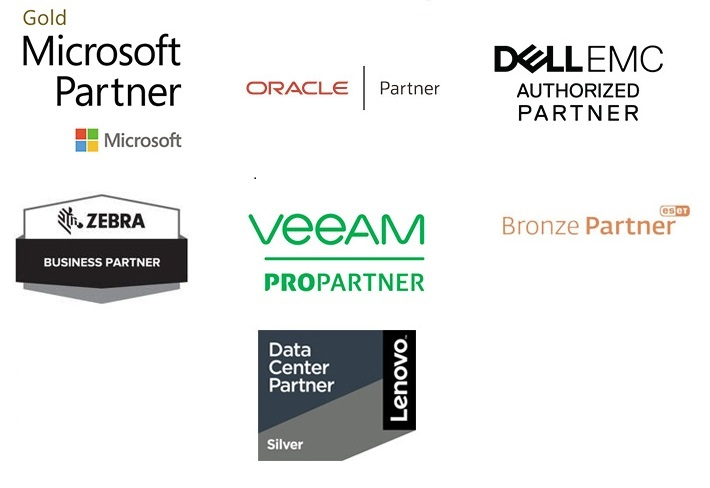 Gold
Microsoft
Partner
Microsoft
ORACLE | Partner
DELLEMC
AUTHORIZED
PARTNER
ZEBRA
BUSINESS PARTNER
veeAM
PROPARTNER
eseT
Bronze Partner
Data
Center
Partner
Silver
Lenovo